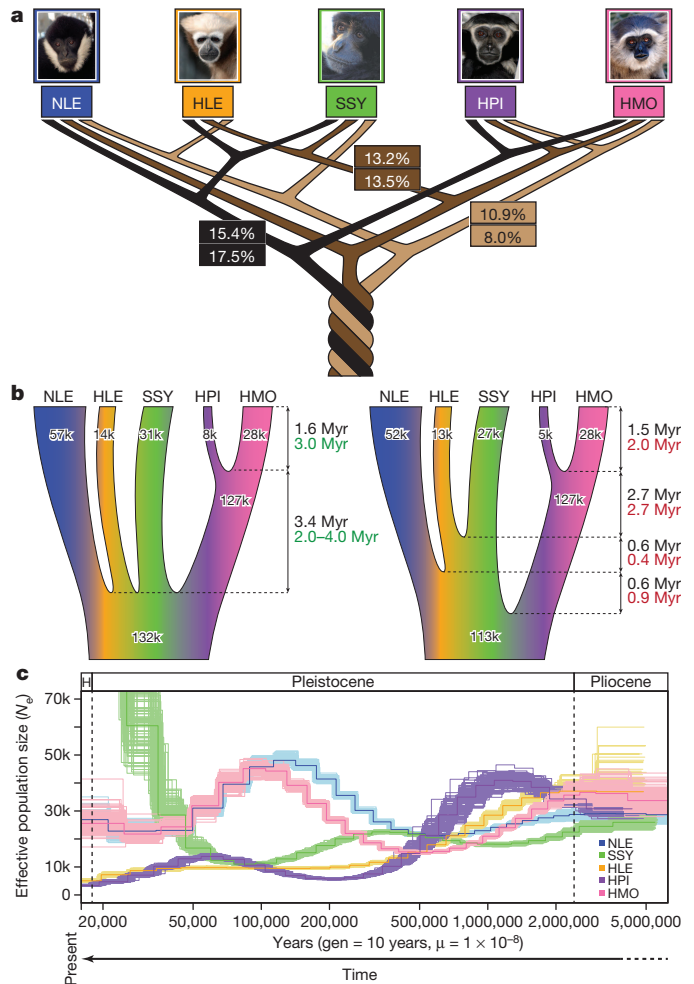 a
NLE HLE SSY HPI HMO
13.2%
13.5%
10.9%
8.0%
15.4%
17.5%
b
NLE HLE SSY HPI HMO
57k 14k 31k 8k 28k
1.6 Myr
3.0 Myr
127k
3.4 Myr
2.0–4.0 Myr
132k
NLE HLE SSY HPI HMO
52k 13k 27k 5k 28k
1.5 Myr
2.0 Myr
127k
2.7 Myr
2.7 Myr
0.6 Myr
0.4 Myr
0.6 Myr
0.9 Myr
113k
c
H Pleistocene Pliocene
Effective population size (Ne)
70k
50k
30k
10k
0
NLE
SSY
HLE
HPI
HMO
20,000 50,000 100,000 200,000 500,000 1,000,000 2,000,000 5,000,000
Years (gen = 10 years, μ = 1 × 10–8)
Present
Time